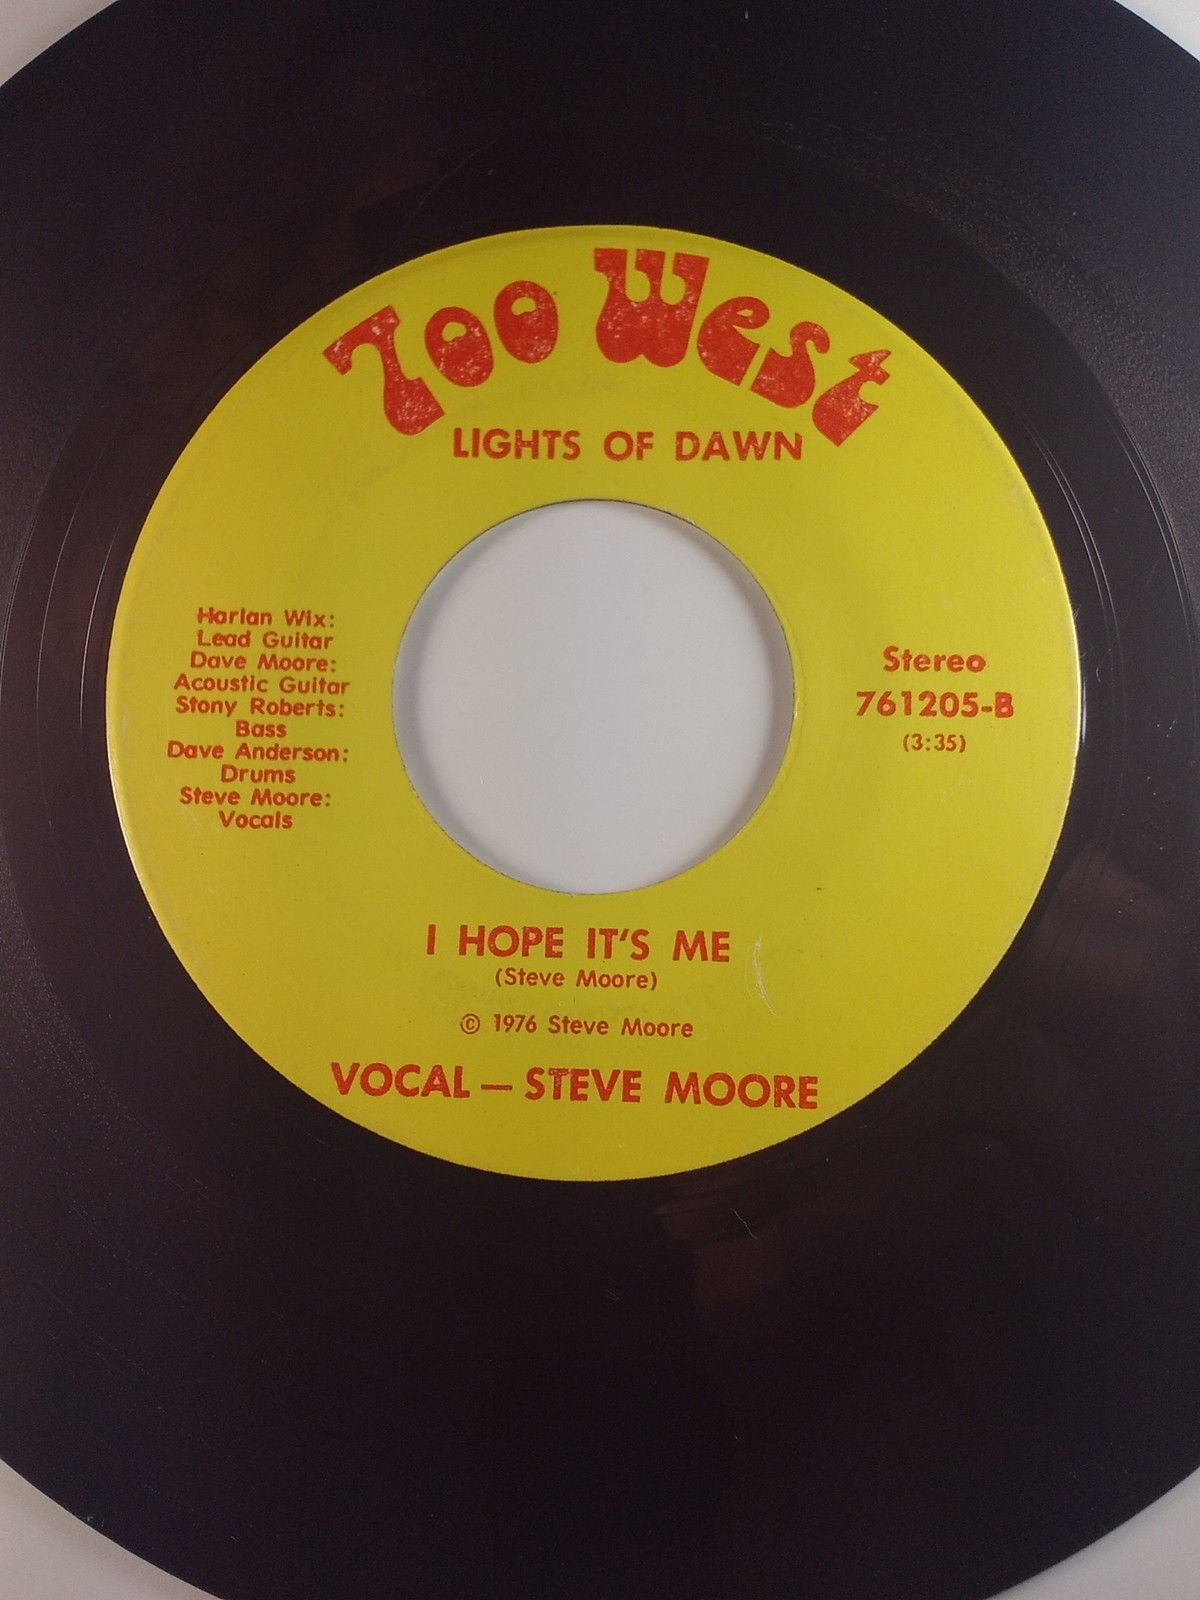 Too West
LIGHTS OF DAWN
Harlan Wix:
Lead Guitar
Dave Moore:
Acoustic Guitar
Stony Roberts:
Bass
Dave Anderson:
Drums
Steve Moore:
Vocals
Stereo
761205-B
(3:35)
I HOPE IT'S ME
(Steve Moore)
© 1976 Steve Moore
VOCAL — STEVE MOORE